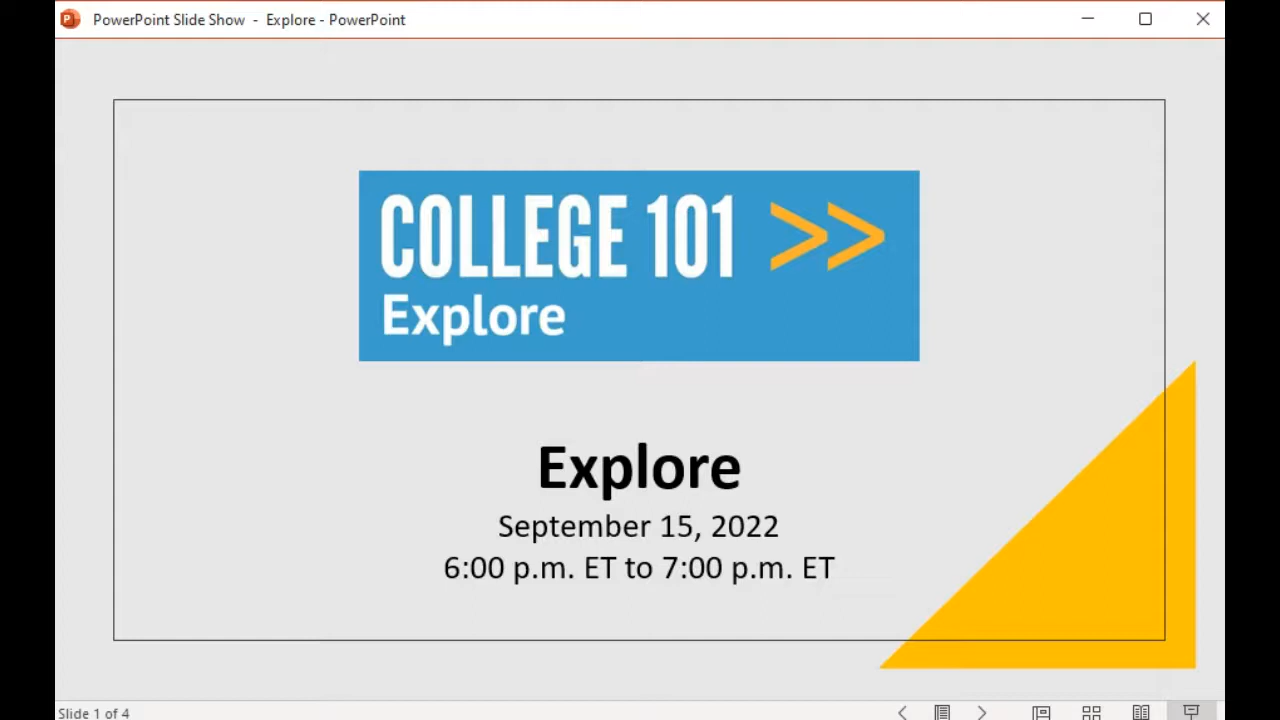 PowerPoint Slide Show - Explore - PowerPoint
COLLEGE 101 >>
Explore
Explore
September 15, 2022
6:00 p.m. ET to 7:00 p.m. ET
Slide 1 of 4